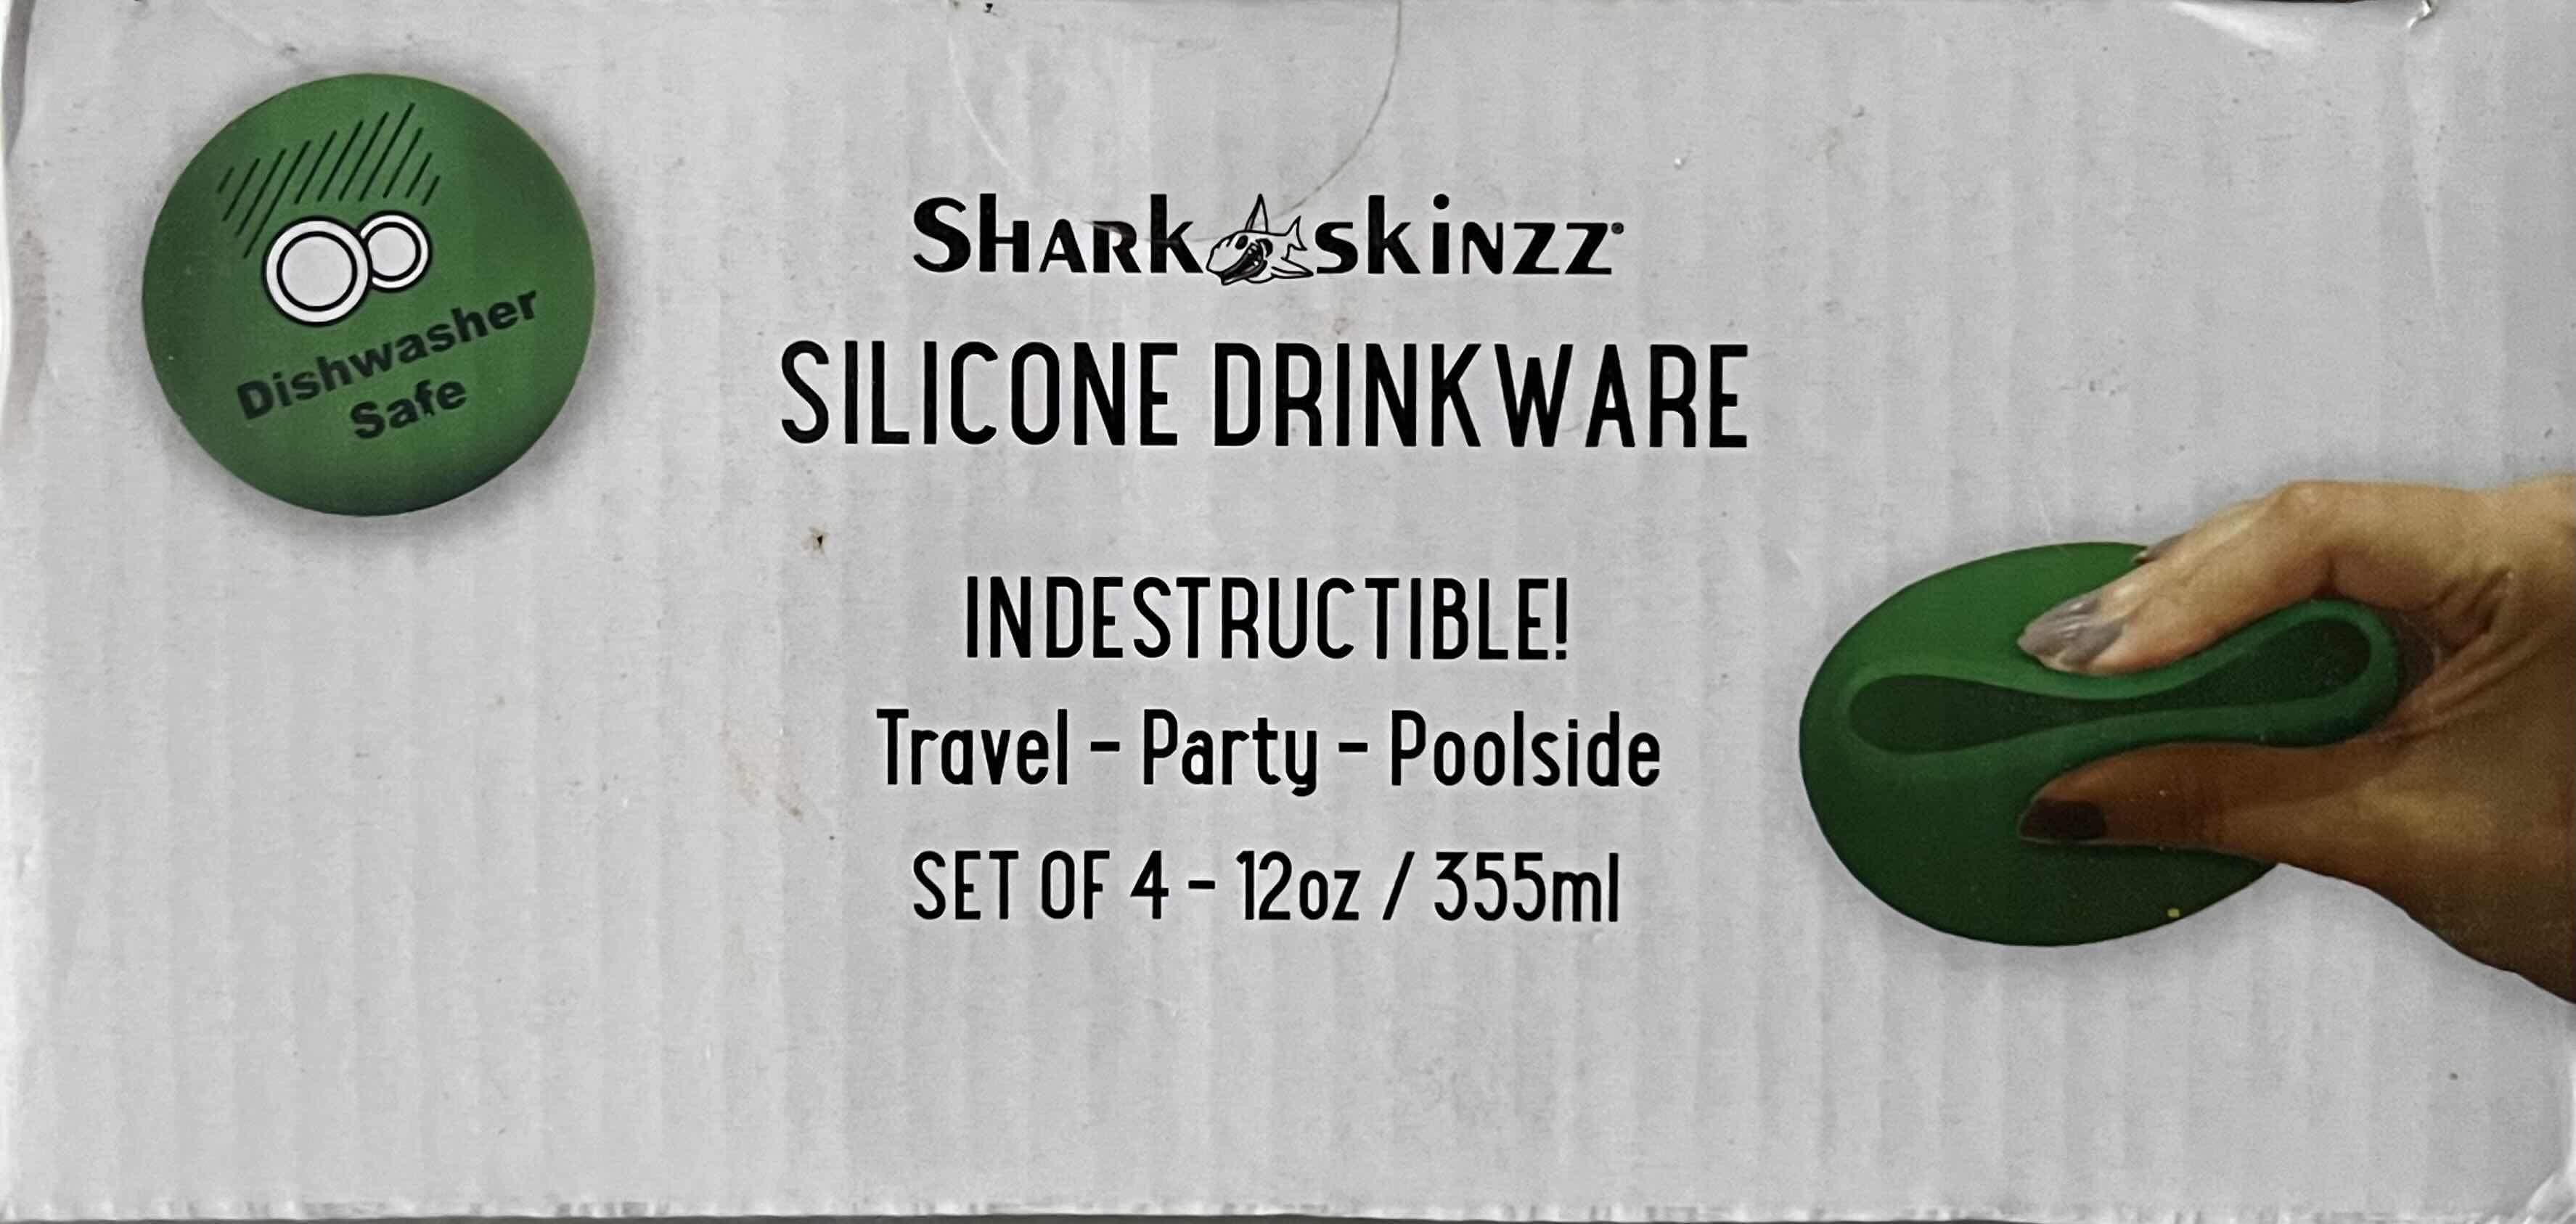 Dishwasher
Safe
SHARK SKINZZ
SILICONE DRINKWARE
INDESTRUCTIBLE!
Travel - Party - Poolside
SET OF 4 - 12oz / 355ml